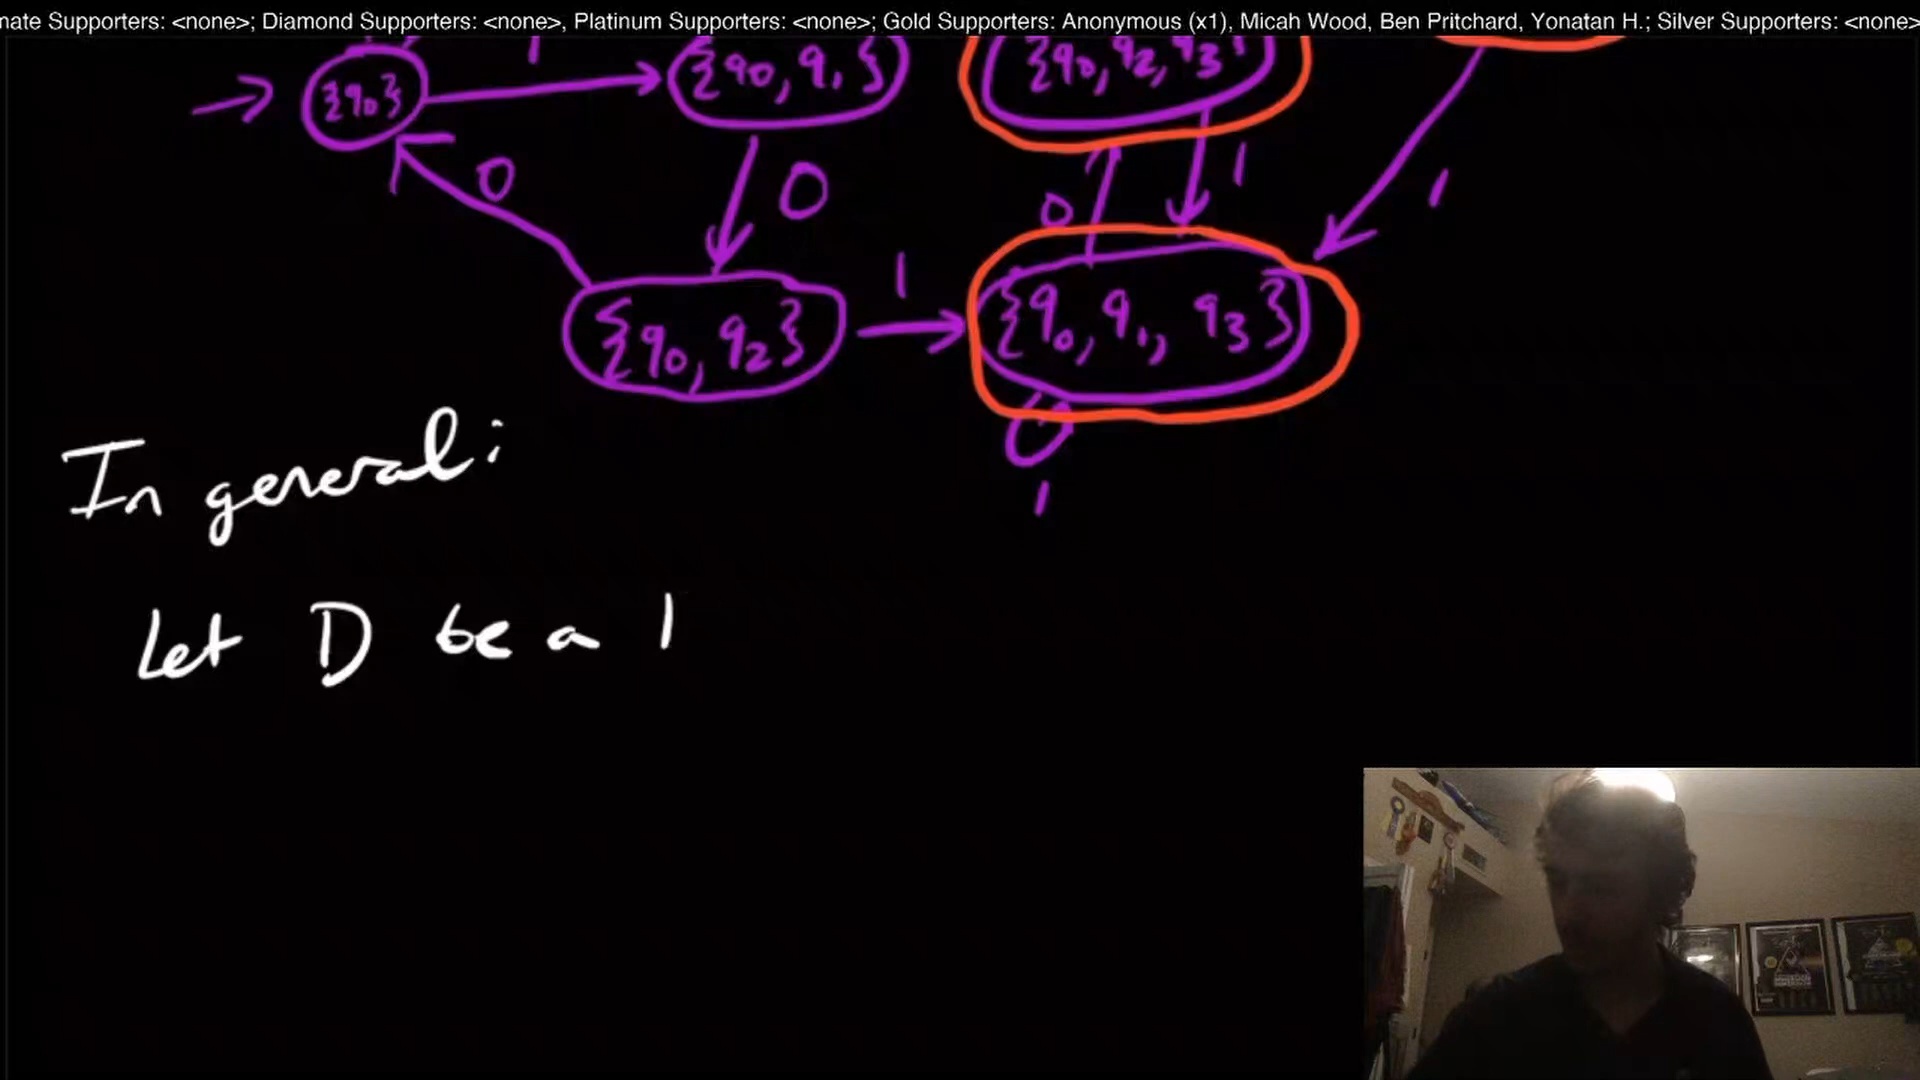 nate Supporters: <none>; Diamond Supporters: <none>, Platinum Supporters: <none>; Gold Supporters: Anonymous (x1), Micah Wood, Ben Pritchard, Yonatan H.; Silver Supporters: <none>
1
{q0} {q0, q1} {q0, q2, q3}
0 0 0 1 1
1
{q0, q2} {q0, q1, q3}
1
In general:
Let D be a